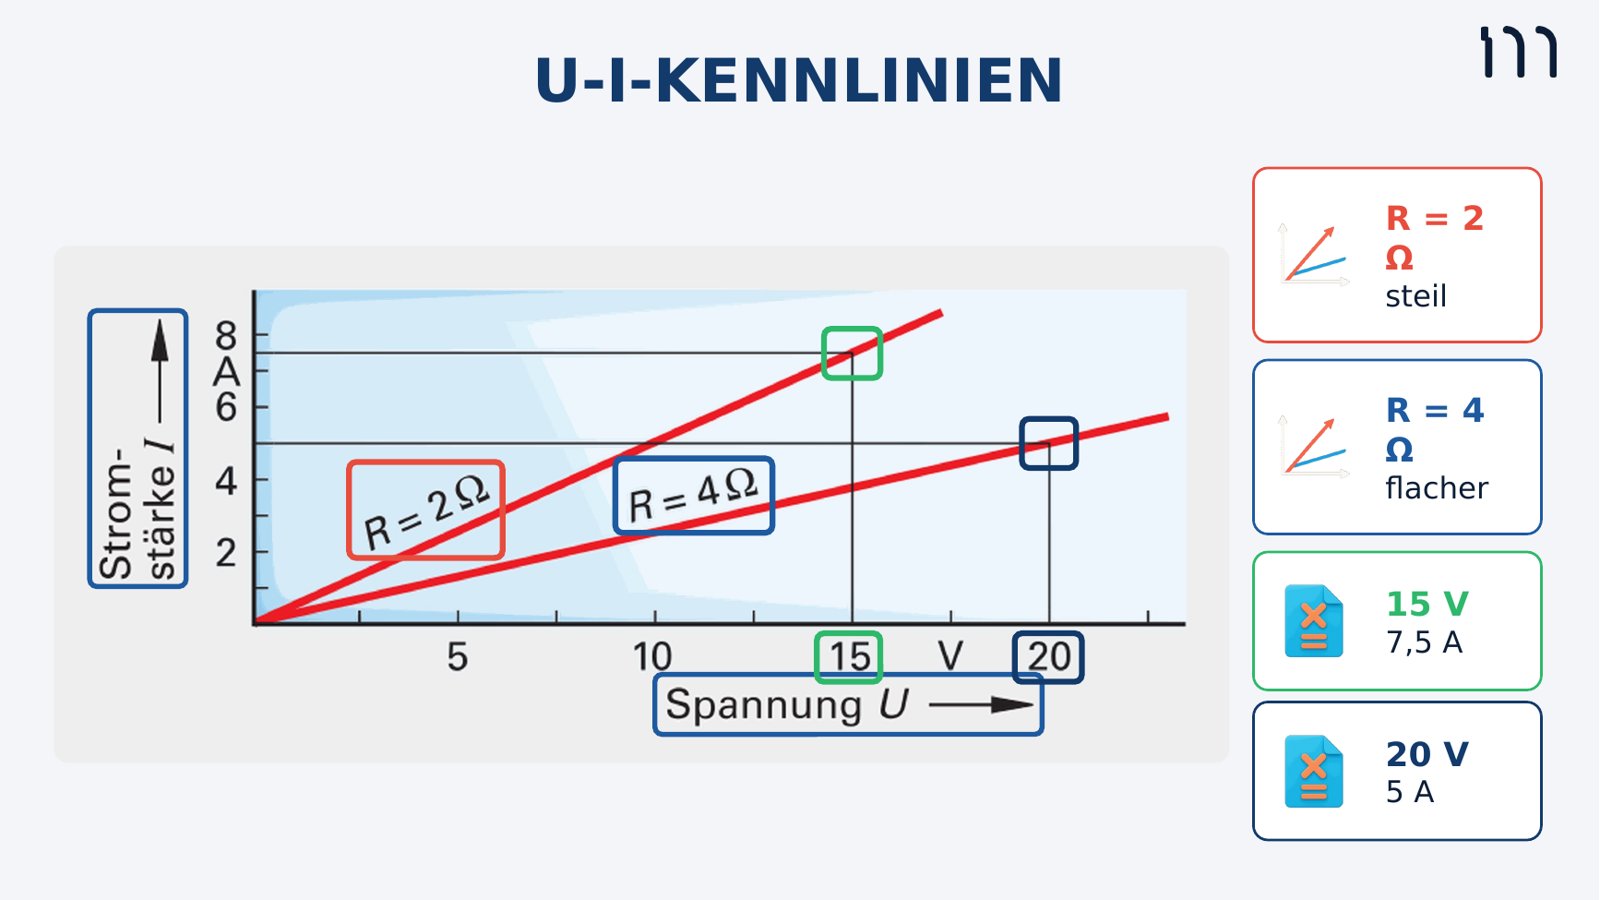 m
U-I-KENNLINIEN
Strom-
stärke I
8
A
6
4
2
R = 2 Ω
R = 4 Ω
5
10
15
V
20
Spannung U
R = 2
Ω
steil
R = 4
Ω
flacher
15 V
7,5 A
20 V
5 A